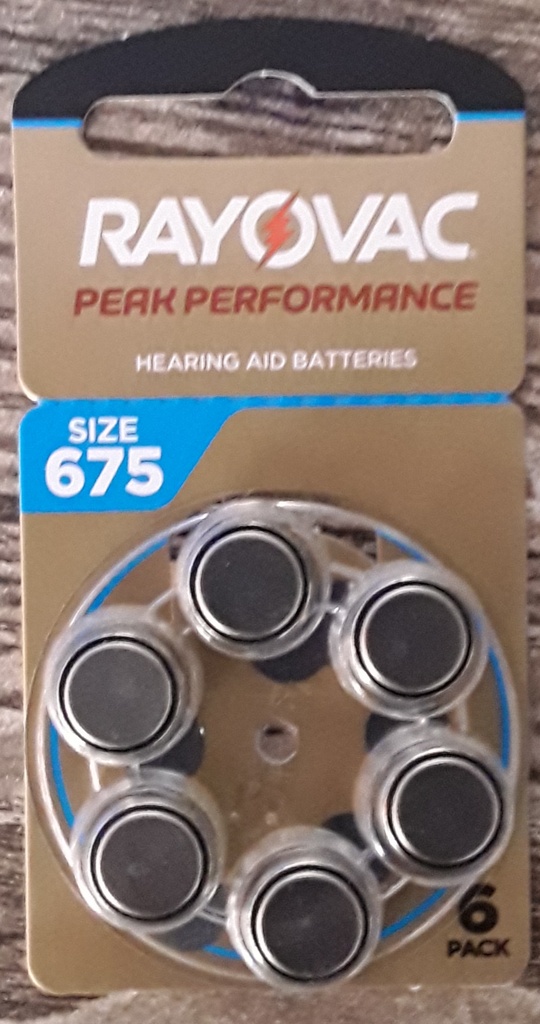 RAYOVAC
PEAK PERFORMANCE
HEARING AID BATTERIES
SIZE
675
6
PACK